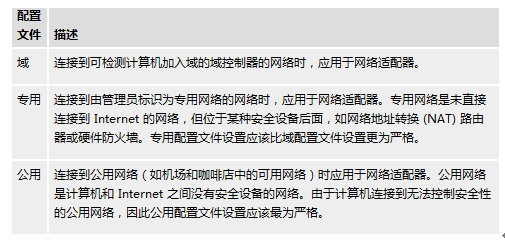 配置
文件 描述
域 连接到可检测计算机加入域的域控制器的网络时，应用于网络适配器。
专用 连接到由管理员标识为专用网络的网络时，应用于网络适配器。专用网络是未直接
连接到 Internet 的网络，但位于某种安全设备后面，如网络地址转换 (NAT) 路由
器或硬件防火墙。专用配置文件设置应该比域配置文件设置更为严格。
公用 连接到公用网络（如机场和咖啡店中的可用网络）时应用于网络适配器。公用网络
是计算机和 Internet 之间没有安全设备的网络。由于计算机连接到无法控制安全性
的公用网络，因此公用配置文件设置应该最为严格。